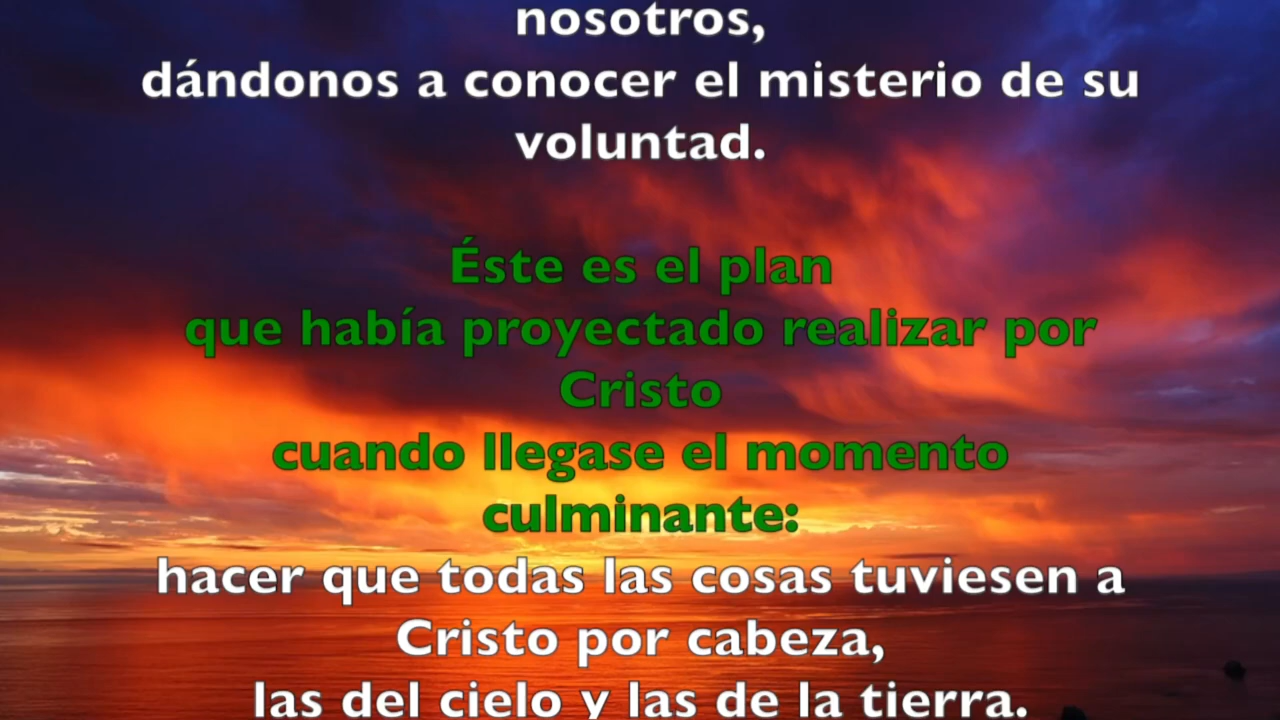 nosotros,
dándonos a conocer el misterio de su
voluntad.
Éste es el plan
que había proyectado realizar por
Cristo
cuando llegase el momento
culminante:
hacer que todas las cosas tuviesen a
Cristo por cabeza,
las del cielo y las de la tierra.